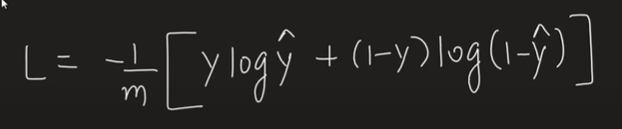 L = -1/m [ y log ŷ + (1-y) log(1-ŷ) ]